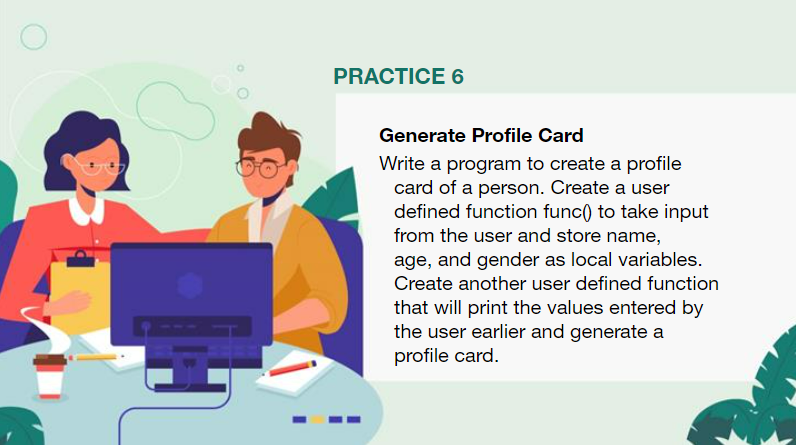 PRACTICE 6
Generate Profile Card
Write a program to create a profile
card of a person. Create a user
defined function func() to take input
from the user and store name,
age, and gender as local variables.
Create another user defined function
that will print the values entered by
the user earlier and generate a
profile card.